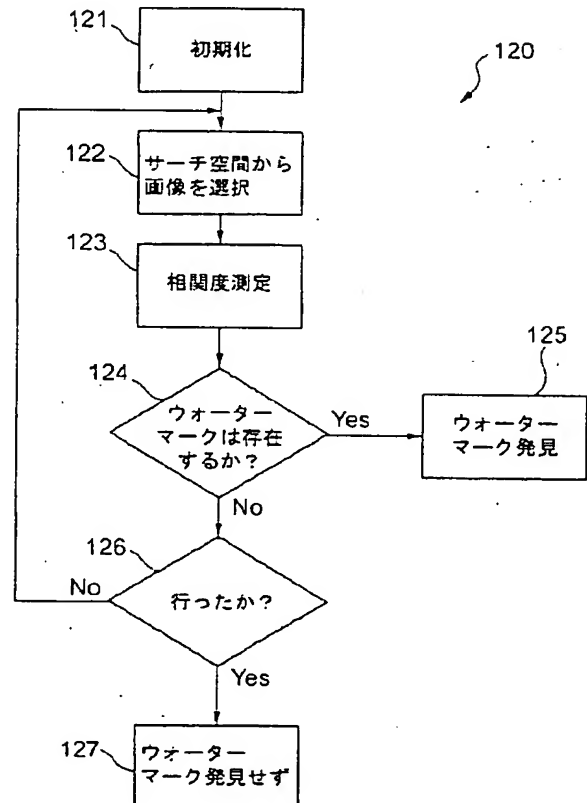 121
初期化
120
122
サーチ空間から
画像を選択
123
相関度測定
124
ウォーター
マークは存在
するか?
Yes
125
ウォーター
マーク発見
No
126
行ったか?
No
Yes
127
ウォーター
マーク発見せず